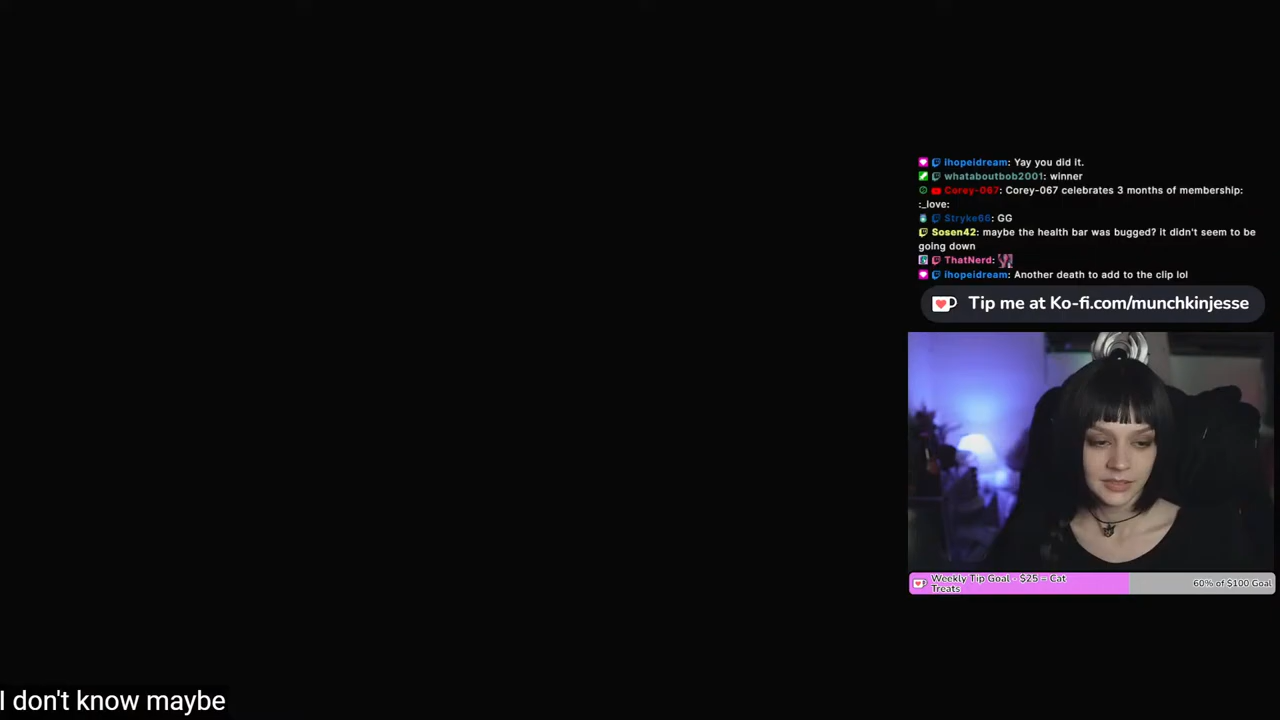 ihopeidream: Yay you did it.
whataboutbob2001: winner
Corey-067: Corey-067 celebrates 3 months of membership:
:_love:
Stryke66: GG
Sosen42: maybe the health bar was bugged? it didn't seem to be
going down
ThatNerd:
ihopeidream: Another death to add to the clip lol
Tip me at Ko-fi.com/munchkinjesse
Weekly Tip Goal - $25 = Cat
Treats
60% of $100 Goal
I don't know maybe